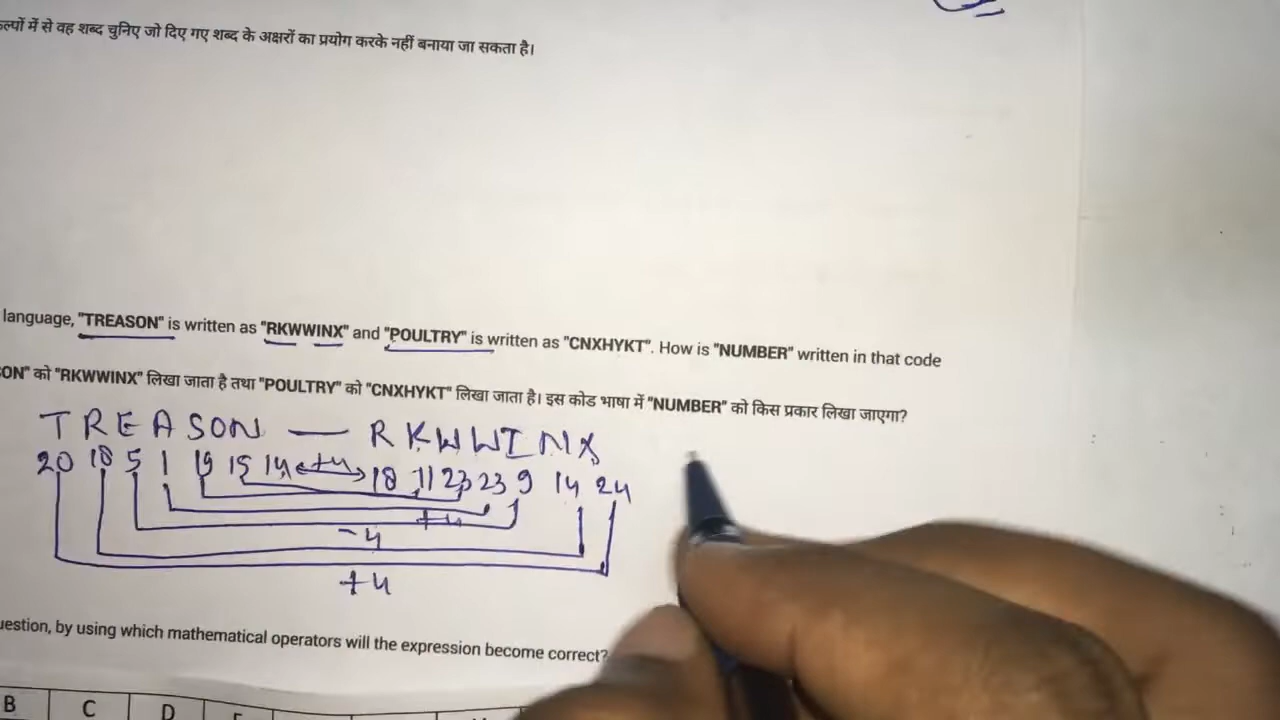 में से वह शब्द चुनिए जो दिए गए शब्द के अक्षरों का प्रयोग करके नहीं बनाया जा सकता है।
language, "TREASON" is written as "RKWWINX" and "POULTRY" is written as "CNXHYKT". How is "NUMBER" written in that code
ON" को "RKWWINX" लिखा जाता है तथा "POULTRY" को "CNXHYKT" लिखा जाता है। इस कोड भाषा में "NUMBER" को किस प्रकार लिखा जाएगा?
TREASON — RKWWINX
20 18 5 1 19 15 14 +4 18 11 23 23 9 14 24
+4
-4
+4
uestion, by using which mathematical operators will the expression become correct?
B C D